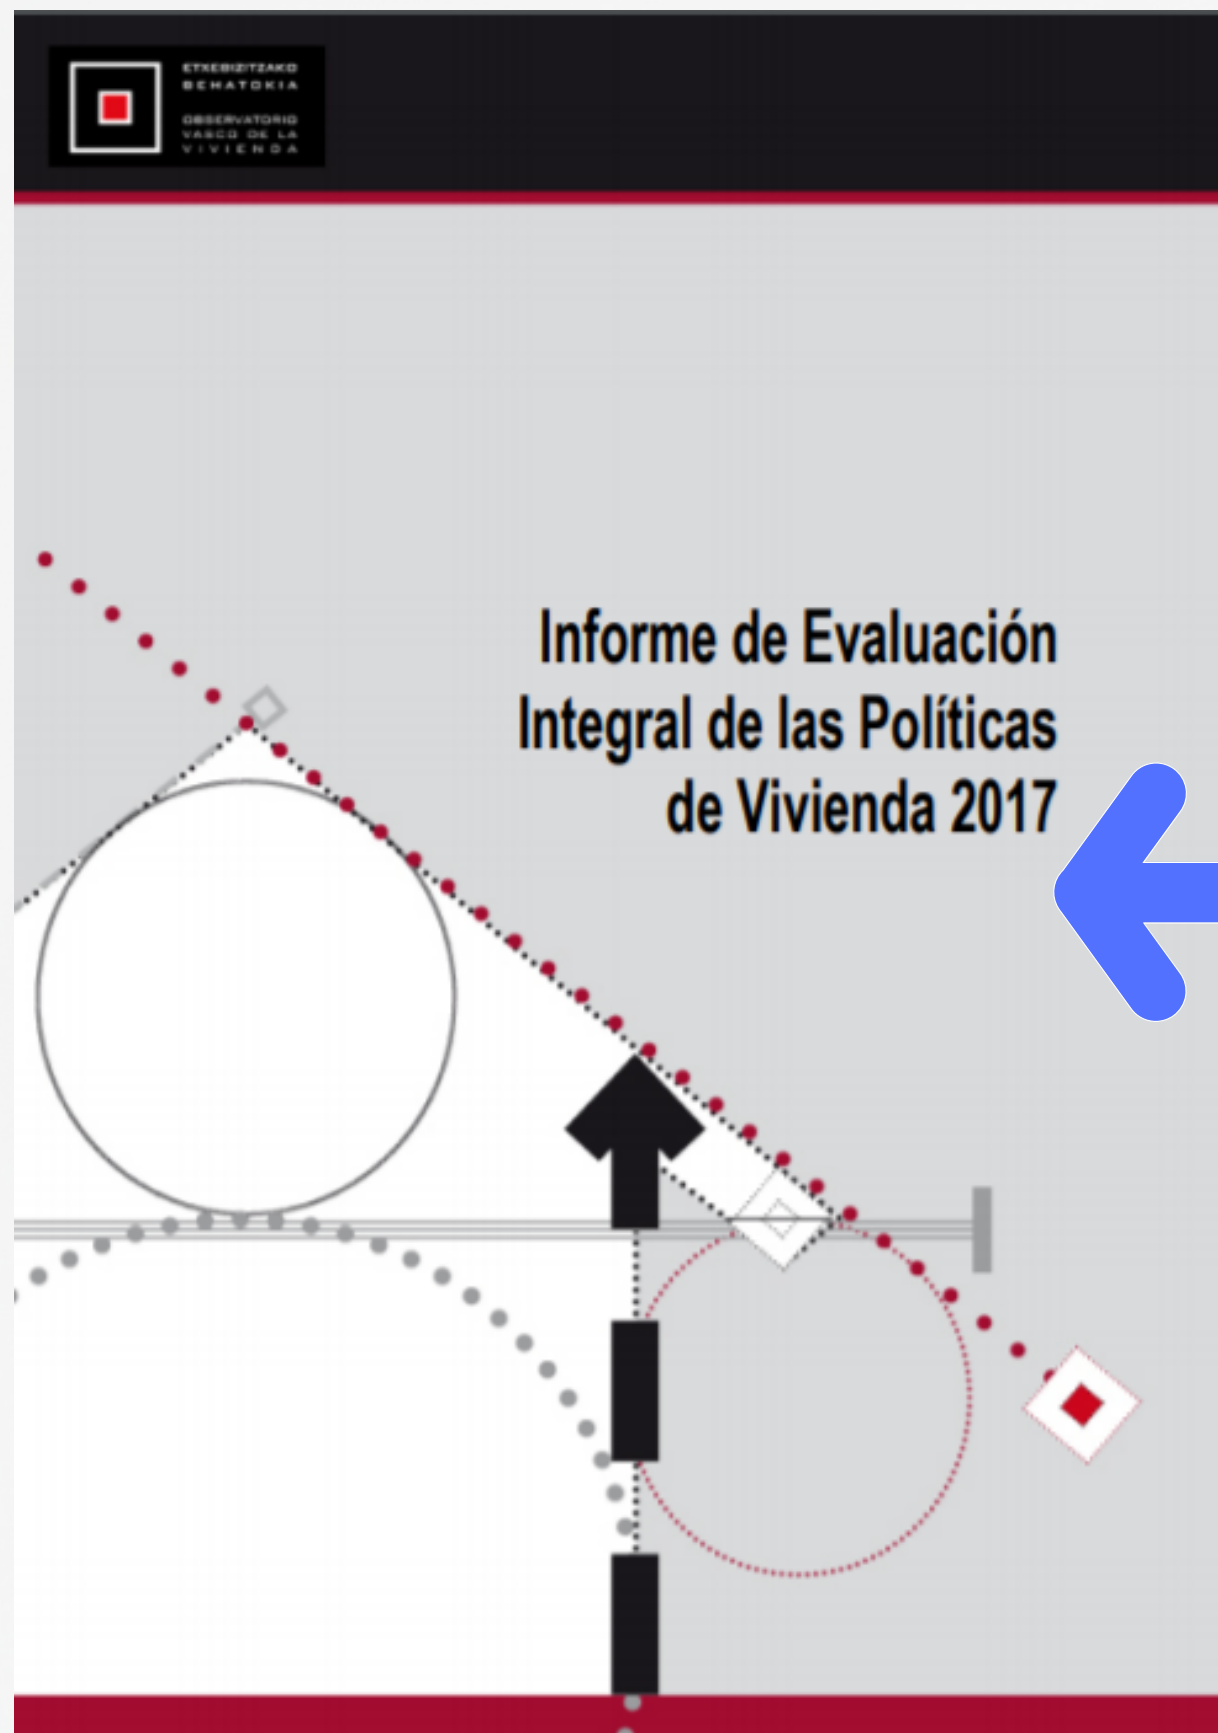 ETXEBIZITZAKO
BEHATOKIA
OBSERVATORIO
VASCO DE LA
VIVIENDA
Informe de Evaluación
Integral de las Políticas
de Vivienda 2017